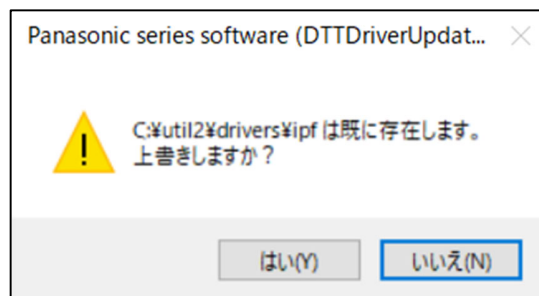 Panasonic series software (DTTDriverUpdat...
C:¥util2¥drivers¥ipf は既に存在します。
上書きしますか？
はい(Y)
いいえ(N)